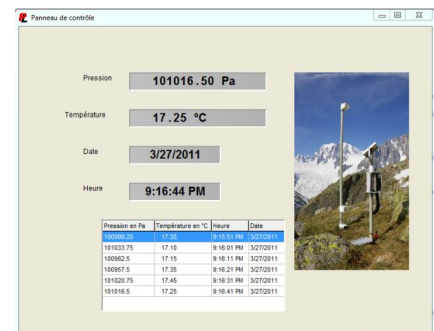 Panneau de contrôle
Pression 101016.50 Pa
Température 17.25 °C
Date 3/27/2011
Heure 9:16:44 PM
Pression en Pa Température en °C Heure Date
100999.25 17.35 9:15:51 PM 3/27/2011
101033.75 17.10 9:16:01 PM 3/27/2011
100982.5 17.15 9:16:11 PM 3/27/2011
100957.5 17.35 9:16:21 PM 3/27/2011
101020.75 17.45 9:16:31 PM 3/27/2011
101016.5 17.25 9:16:41 PM 3/27/2011